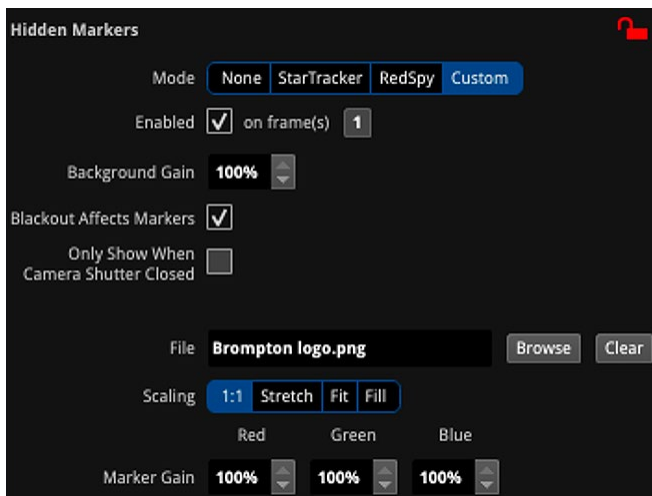 Hidden Markers
Mode None StarTracker RedSpy Custom
Enabled on frame(s) 1
Background Gain 100%
Blackout Affects Markers
Only Show When
Camera Shutter Closed
File Brompton logo.png Browse Clear
Scaling 1:1 Stretch Fit Fill
Red Green Blue
Marker Gain 100% 100% 100%